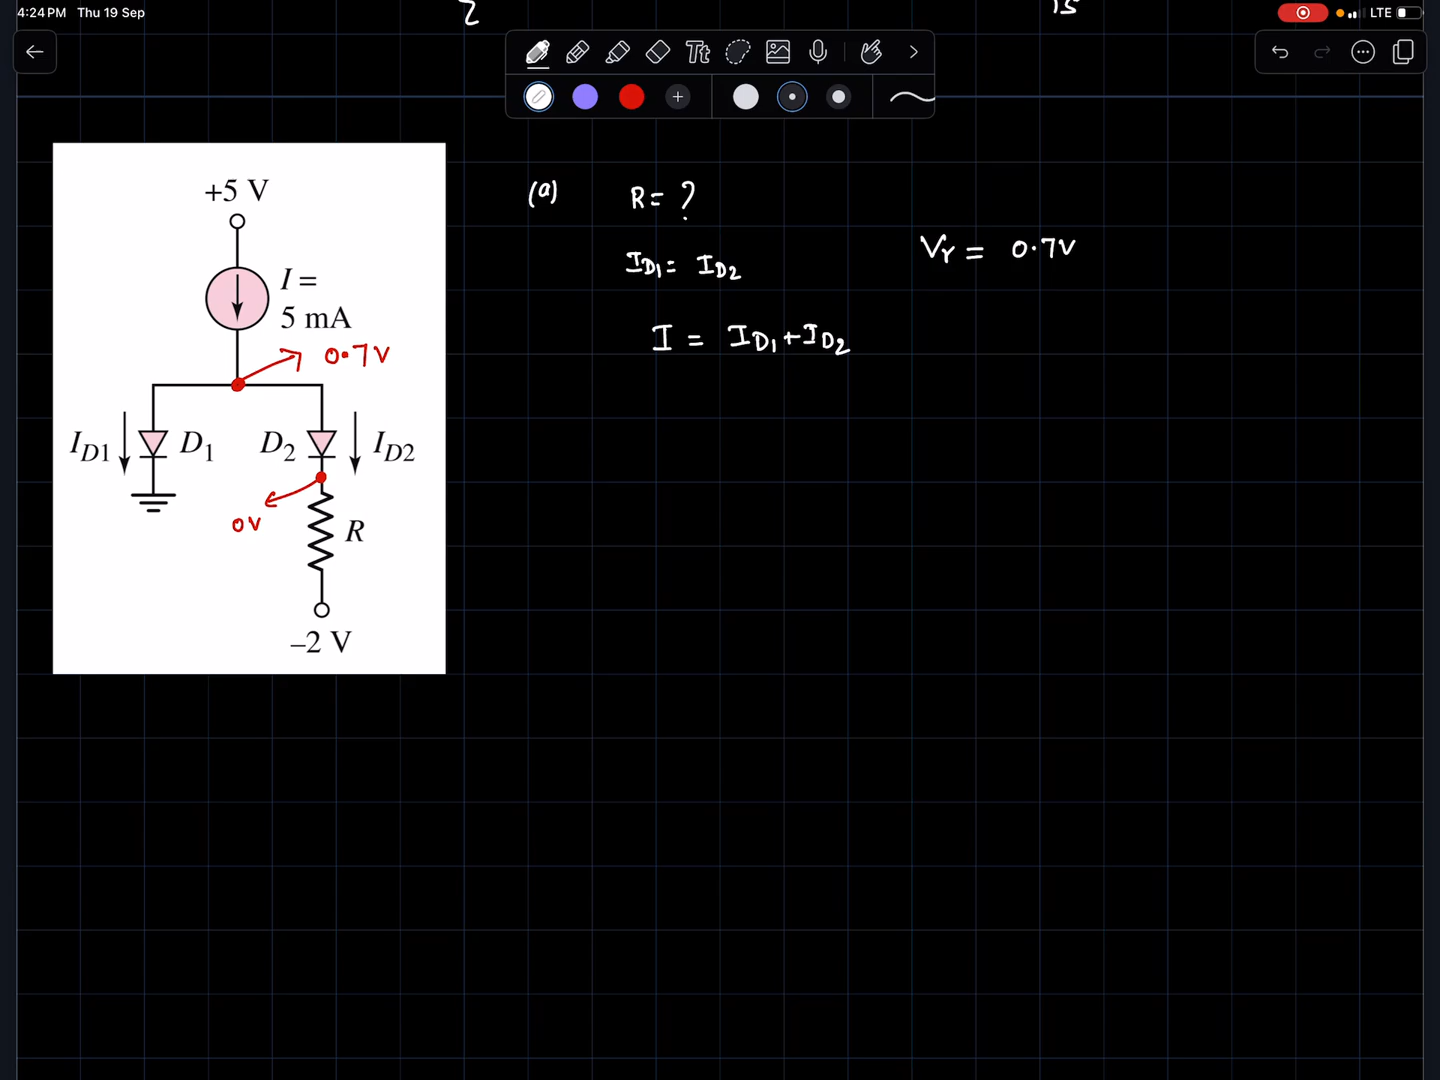 4:24 PM Thu 19 Sep
LTE
Tt
+5 V
I =
5 mA
0.7V
I_D1
D_1
D_2
I_D2
0V
R
–2 V
(a) R = ?
I_D1 = I_D2
V_γ = 0.7V
I = I_D1 + I_D2